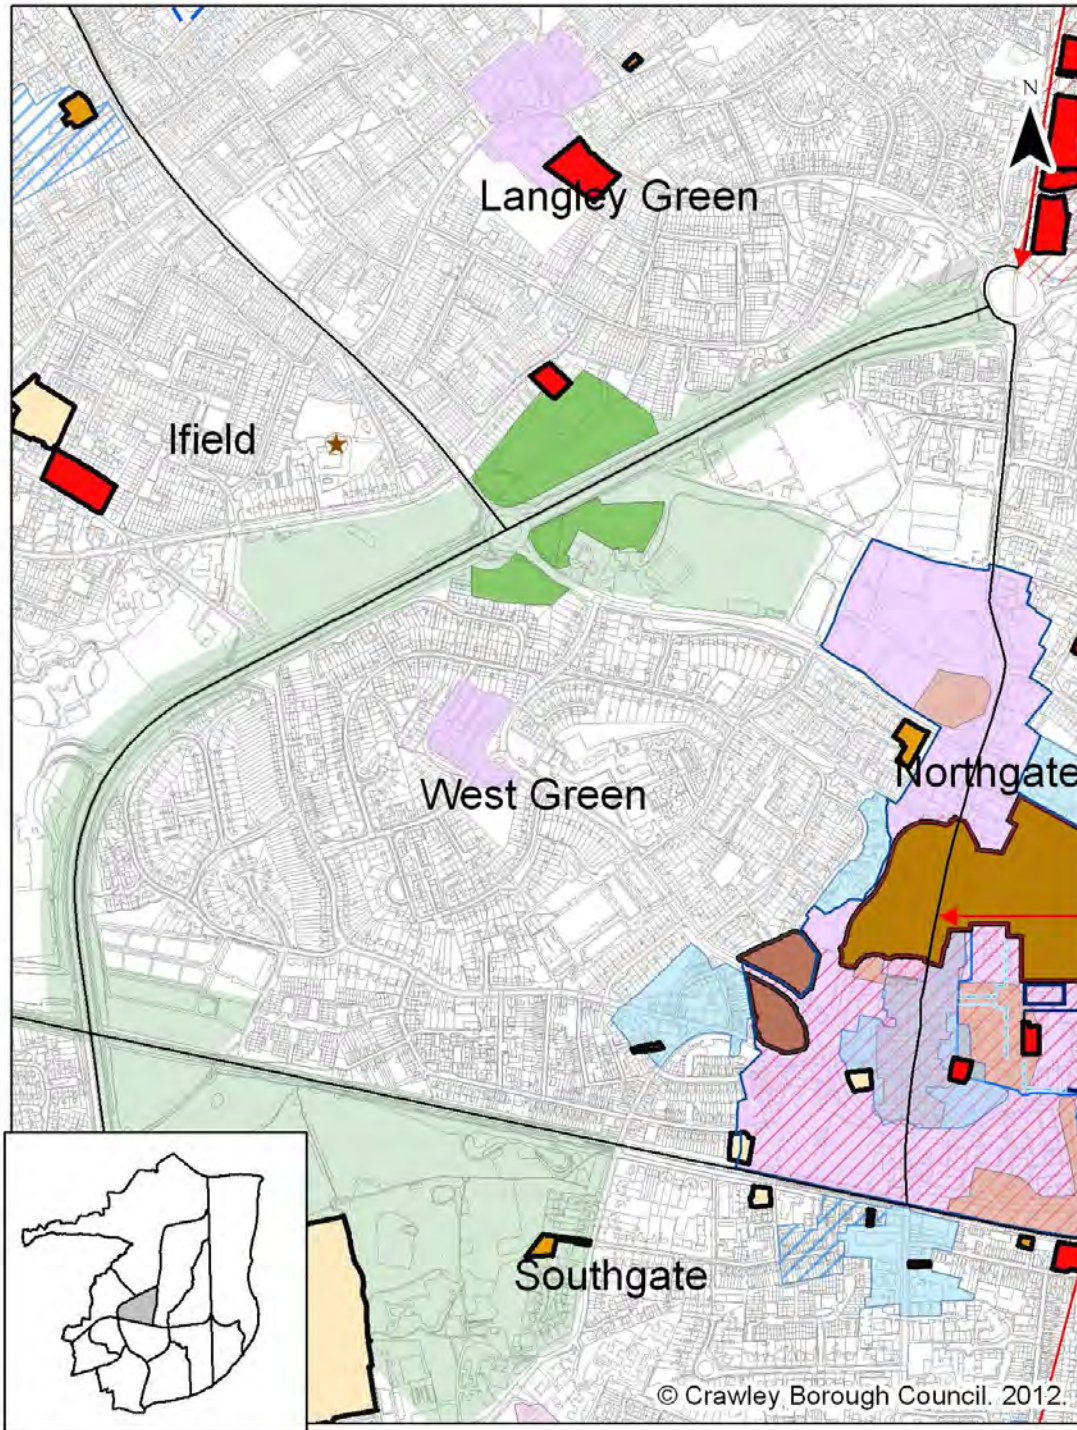 N
Langley Green
Ifield
West Green
Northgate
Southgate
© Crawley Borough Council. 2012.